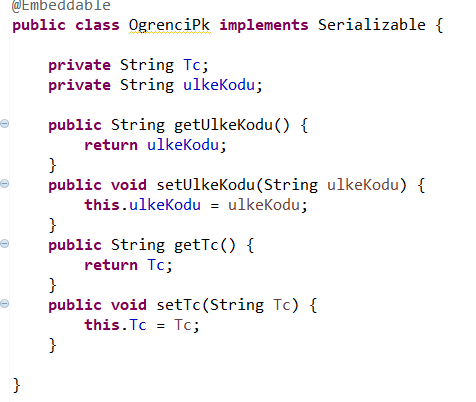 @Embeddable
public class OgrenciPk implements Serializable {
private String Tc;
private String ulkeKodu;
public String getUlkeKodu() {
return ulkeKodu;
}
public void setUlkeKodu(String ulkeKodu) {
this.ulkeKodu = ulkeKodu;
}
public String getTc() {
return Tc;
}
public void setTc(String Tc) {
this.Tc = Tc;
}
}